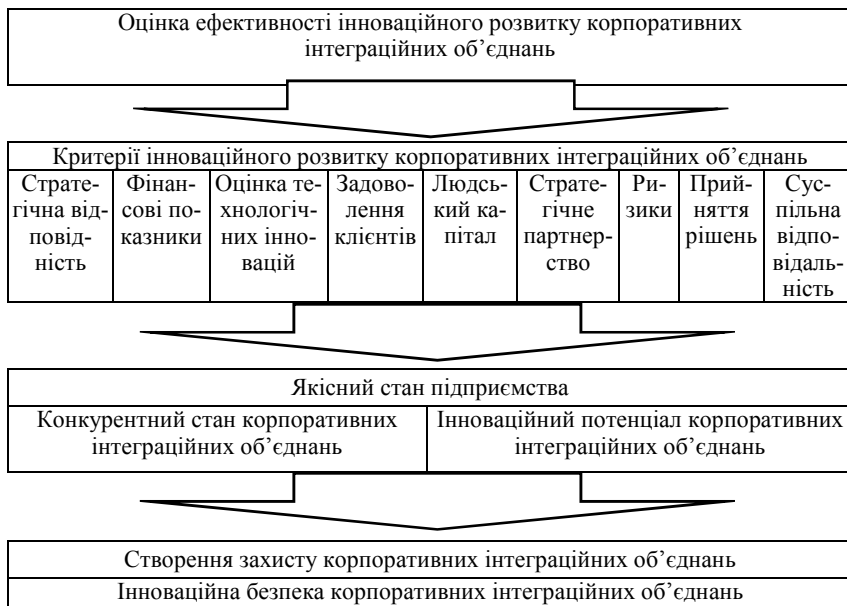 Оцінка ефективності інноваційного розвитку корпоративних
інтеграційних об’єднань
Критерії інноваційного розвитку корпоративних інтеграційних об’єднань
Страте-
гічна від-
повід-
ність
Фінан-
сові по-
казники
Оцінка те-
хнологіч-
них інно-
вацій
Задово-
лення
клієнтів
Людсь-
кий ка-
пітал
Страте-
гічне
партнер-
ство
Ри-
зики
Прий-
няття
рішень
Сус-
пільна
відпо-
відаль-
ність
Якісний стан підприємства
Конкурентний стан корпоративних
інтеграційних об’єднань
Інноваційний потенціал корпоративних
інтеграційних об’єднань
Створення захисту корпоративних інтеграційних об’єднань
Інноваційна безпека корпоративних інтеграційних об’єднань